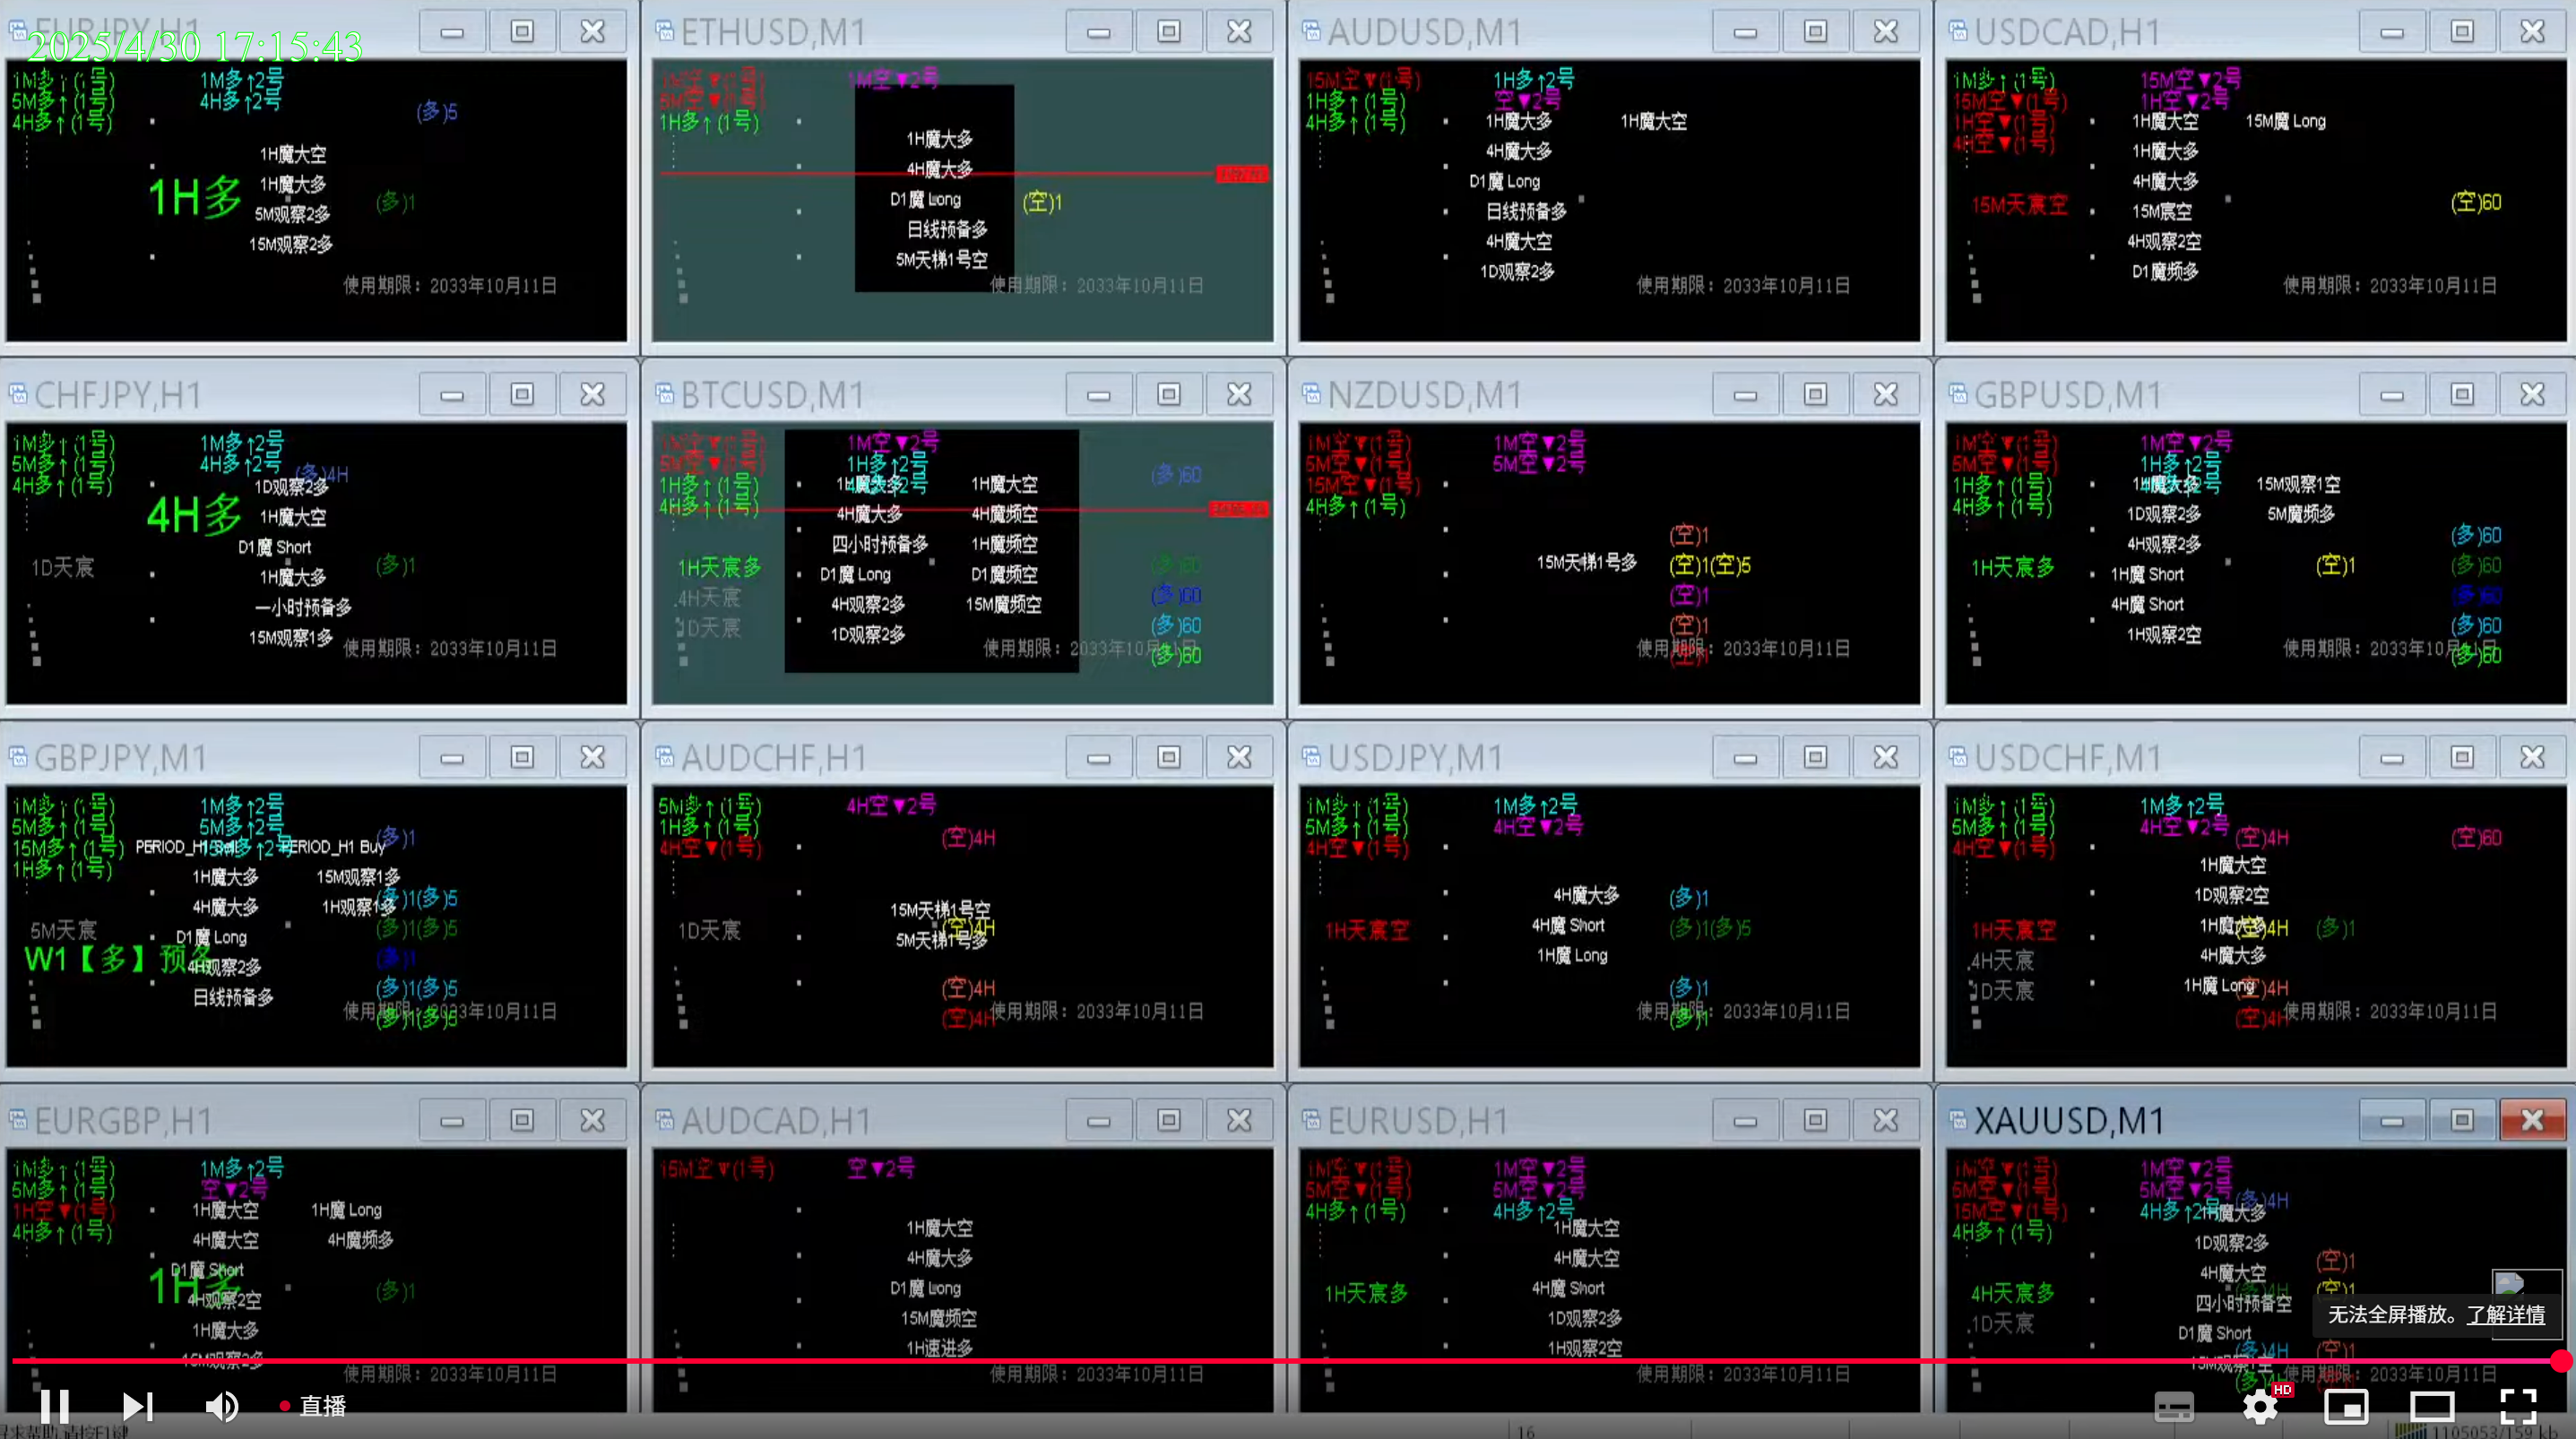 EURJPY,H1
2025/4/30 17:15:43
1M多↑(1号) 1M多↑2号
5M多↑(1号) 4H多↑2号
4H多↑(1号)
(多)5
1H魔大空
1H多
1H魔大多
(多)1
5M观察2多
15M观察2多
使用期限：2033年10月11日
ETHUSD,M1
1M空▼2号
5M空▼(1号)
1H多↑(1号)
1H魔大多
4H魔大多
D1魔 Long
(空)1
日线预备多
5M天梯1号空
使用期限：2033年10月11日
AUDUSD,M1
15M空▼(1号) 1H多↑2号
1H多↑(1号) 空▼2号
4H多↑(1号)
1H魔大多 1H魔大空
4H魔大多
D1魔 Long
日线预备多
4H魔大空
1D观察2多
使用期限：2033年10月11日
USDCAD,H1
1M多↑(1号) 15M空▼2号
15M空▼(1号) 1H空▼2号
1H空▼(1号)
4H空▼(1号)
1H魔大空 15M魔 Long
1H魔大多
4H魔大多
15M天宸空
15M宸空
(空)60
4H观察2空
D1魔频多
使用期限：2033年10月11日
CHFJPY,H1
1M多↑(1号) 1M多↑2号
5M多↑(1号) 4H多↑2号
4H多↑(1号)
(多)4H
1D观察2多
4H多
1H魔大空
D1魔 Short
1D天宸
1H魔大多
(多)1
一小时预备多
15M观察1多
使用期限：2033年10月11日
BTCUSD,M1
1M空▼2号
5M空▼(1号) 1H多↑2号
1H多↑(1号)
4H多↑(1号)
1H魔大多 1H魔大空
(多)60
4H魔大多 4H魔频空
四小时预备多 1H魔频空
1H天宸多
D1魔 Long D1魔频空
(多)60
4H天宸
4H观察2多 15M魔频空
(多)60
1D天宸
1D观察2多
(多)60
(多)60
使用期限：2033年10月11日
NZDUSD,M1
1M空▼(1号) 1M空▼2号
5M空▼(1号) 5M空▼2号
15M空▼(1号)
4H多↑(1号)
(空)1
15M天梯1号多
(空)1(空)5
(空)1
(空)1
使用期限：2033年10月11日
GBPUSD,M1
1M空▼(1号) 1M空▼2号
5M空▼(1号) 1H多↑2号
1H多↑(1号)
4H多↑(1号)
1H魔大多 15M观察1空
1D观察2多 5M魔频多
4H观察2多
(多)60
1H天宸多
1H魔 Short
(空)1
(多)60
4H魔 Short
(多)60
1H观察2空
(多)60
(多)60
使用期限：2033年10月11日
GBPJPY,M1
1M多↑(1号) 1M多↑2号
5M多↑(1号) 5M多↑2号
15M多↑(1号)
1H多↑(1号)
PERIOD_H1 Buy
(多)1
1H魔大多 15M观察1多
4H魔大多 1H观察1多
(多)1(多)5
5M天宸
D1魔 Long
(多)1(多)5
W1【多】预备
4H观察2多
(多)1
日线预备多
(多)1(多)5
(多)1(多)5
使用期限：2033年10月11日
AUDCHF,H1
5M多↑(1号) 4H空▼2号
1H多↑(1号)
4H空▼(1号)
(空)4H
15M天梯1号空
1D天宸
(空)4H
5M天梯1号多
(空)4H
(空)4H
使用期限：2033年10月11日
USDJPY,M1
1M多↑(1号) 1M多↑2号
5M多↑(1号) 4H空▼2号
4H空▼(1号)
4H魔大多
(多)1
4H魔 Short
1H天宸空
(多)1(多)5
1H魔 Long
(多)1
(多)1
使用期限：2033年10月11日
USDCHF,M1
1M多↑(1号) 1M多↑2号
5M多↑(1号) 4H空▼2号
4H空▼(1号)
(空)4H
(空)60
1H魔大空
1D观察2空
1H天宸空
1H魔大多
(空)4H
(多)1
4H天宸
4H魔大多
1D天宸
1H魔 Long
(空)4H
(空)4H
使用期限：2033年10月11日
EURGBP,H1
1M多↑(1号) 1M多↑2号
5M多↑(1号) 空▼2号
1H空▼(1号)
4H多↑(1号)
1H魔大空 1H魔 Long
4H魔大空 4H魔频多
D1魔 Short
1H多
4H观察2空
(多)1
1H魔大多
15M观察2多
使用期限：2033年10月11日
AUDCAD,H1
15M空▼(1号) 空▼2号
1H魔大空
4H魔大多
D1魔 Long
15M魔频空
1H速进多
使用期限：2033年10月11日
EURUSD,H1
1M空▼(1号) 1M空▼2号
5M空▼(1号) 5M空▼2号
4H多↑(1号) 4H多↑2号
1H魔大空
4H魔大空
1H天宸多
4H魔 Short
1D观察2多
1H观察2空
使用期限：2033年10月11日
XAUUSD,M1
1M空▼(1号) 1M空▼2号
5M空▼(1号) 5M空▼2号
15M空▼(1号) 4H多↑2号
4H多↑(1号)
(多)4H
1H魔大多
1D观察2多
4H魔大空
(空)1
4H天宸多
四小时预备空
(空)1
1D天宸
D1魔 Short
(多)4H
(空)1
使用期限：2033年10月11日
无法全屏播放。了解详情
直播
HD
16
1105053/159 kb